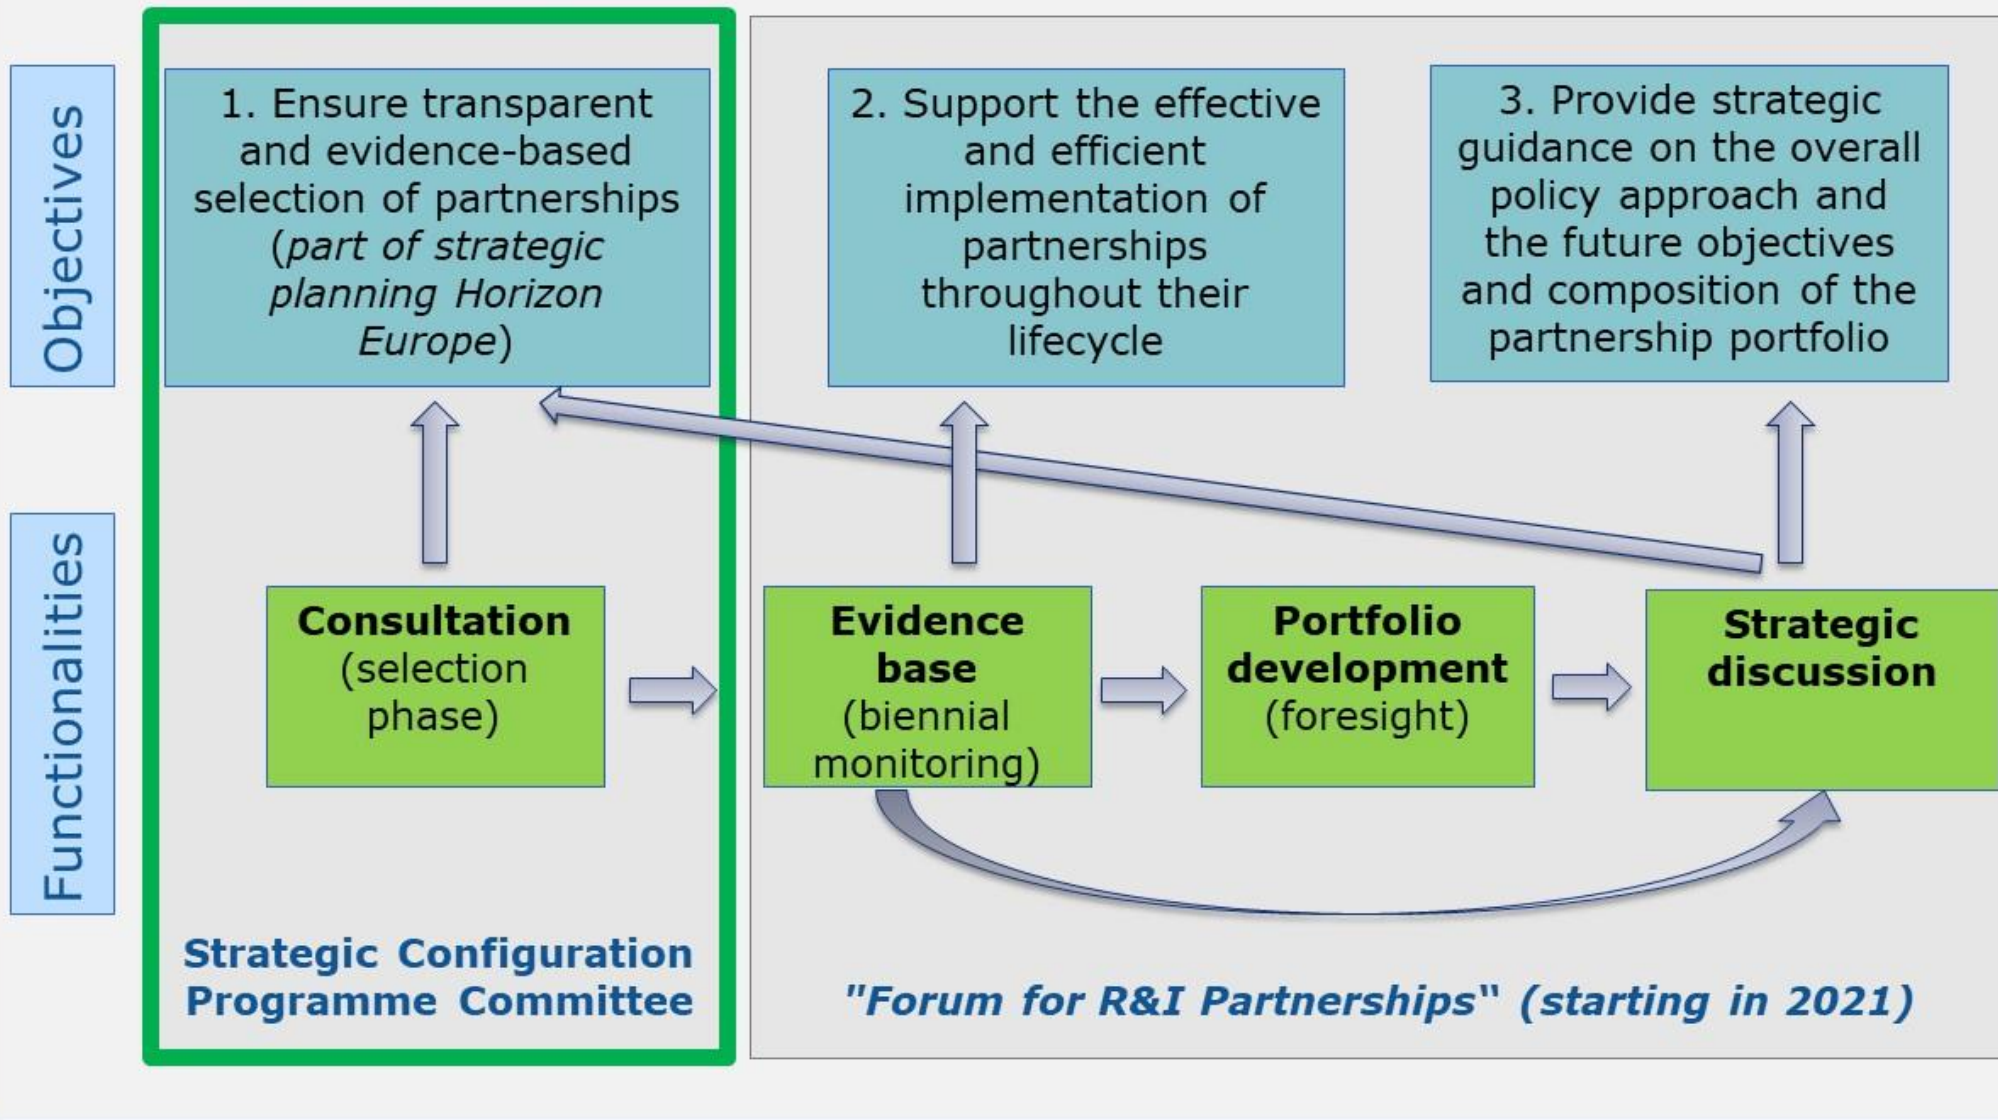 Objectives
1. Ensure transparent
and evidence-based
selection of partnerships
(part of strategic
planning Horizon
Europe)
2. Support the effective
and efficient
implementation of
partnerships
throughout their
lifecycle
3. Provide strategic
guidance on the overall
policy approach and
the future objectives
and composition of the
partnership portfolio
Functionalities
Consultation
(selection
phase)
Evidence
base
(biennial
monitoring)
Portfolio
development
(foresight)
Strategic
discussion
Strategic Configuration
Programme Committee
"Forum for R&I Partnerships“ (starting in 2021)